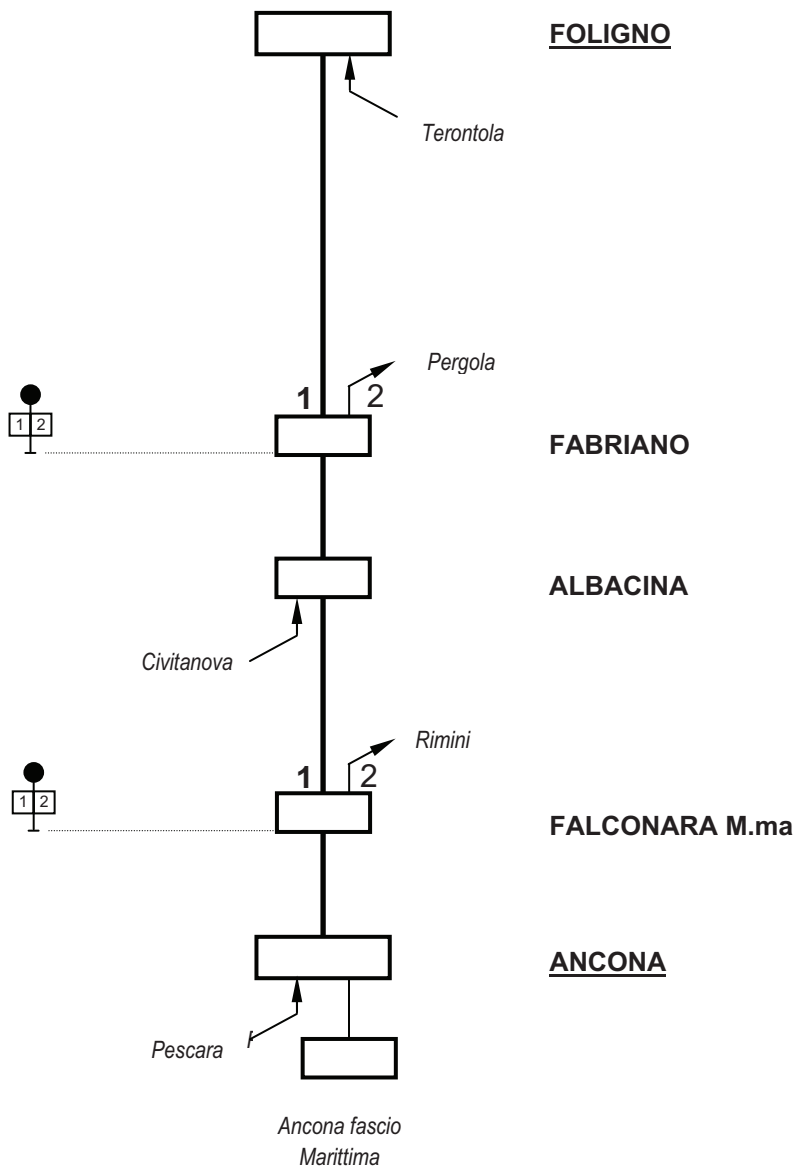 FOLIGNO
Terontola
Pergola
1 2
1 2
FABRIANO
ALBACINA
Civitanova
Rimini
1 2
1 2
FALCONARA M.ma
ANCONA
Pescara
Ancona fascio
Marittima